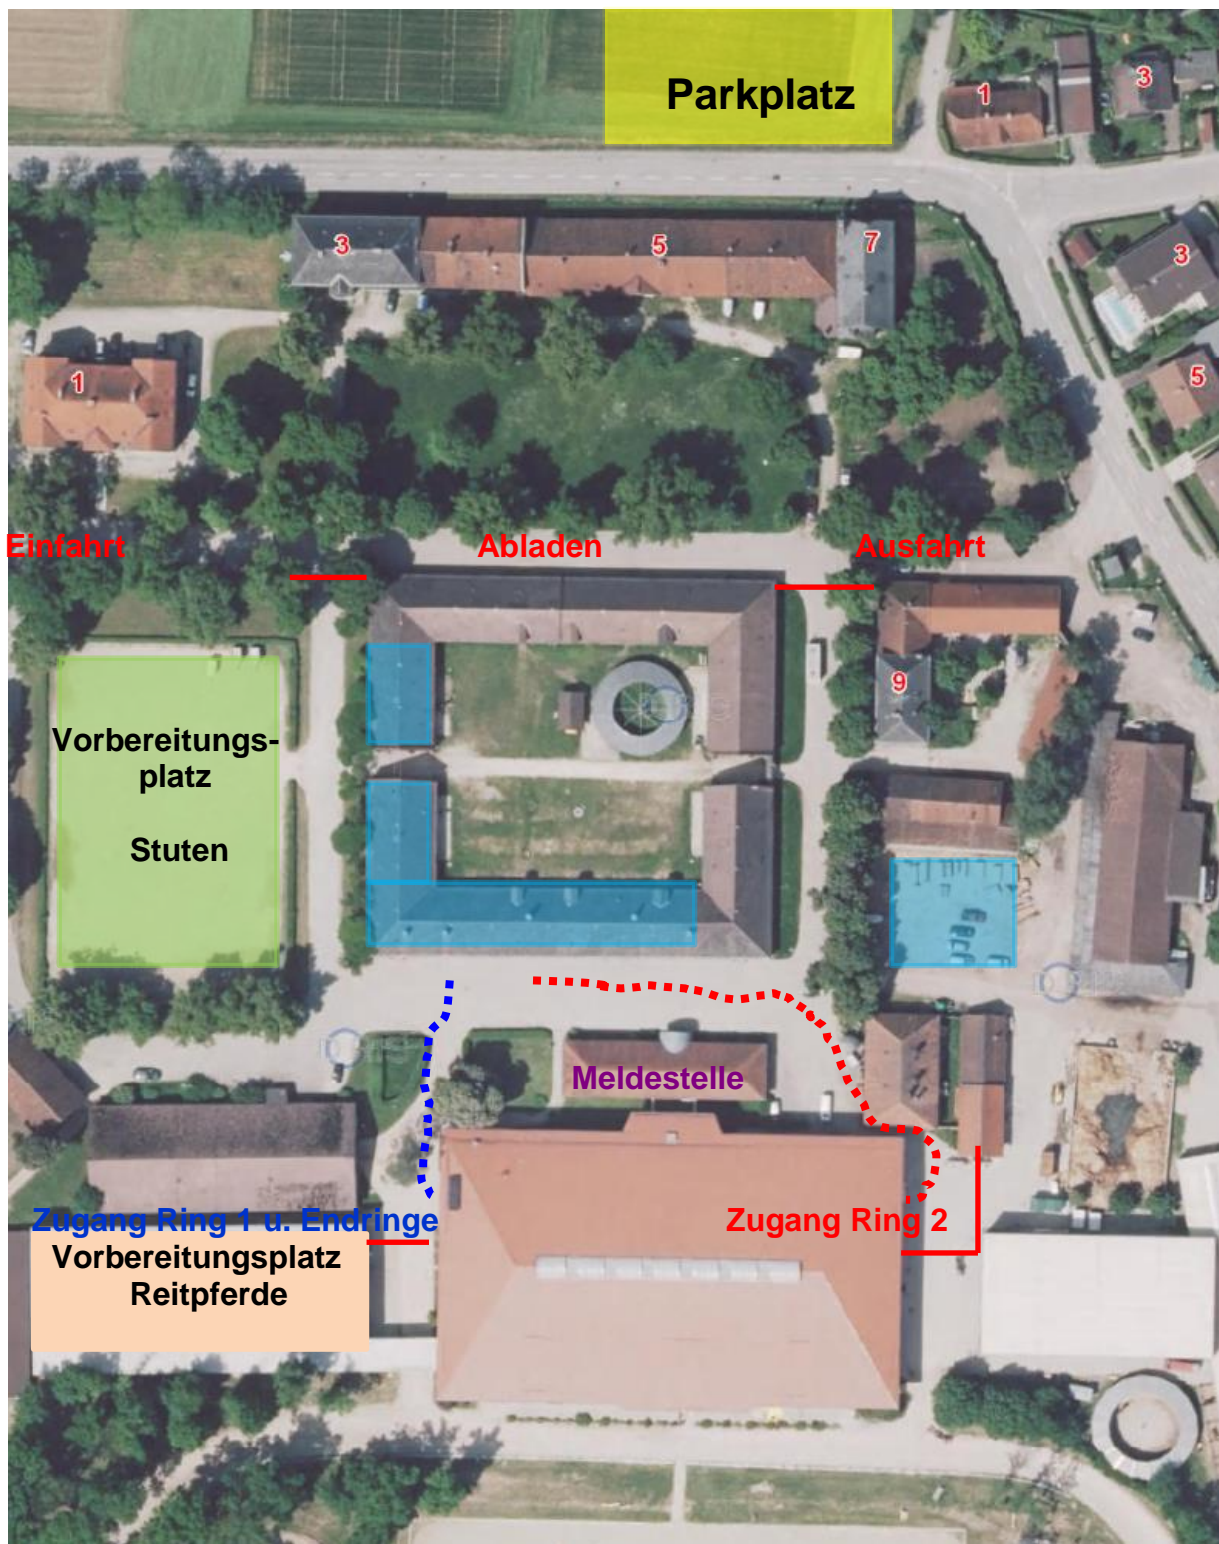 Parkplatz
1
3
3
5
7
3
1
5
Einfahrt
Abladen
Ausfahrt
9
Vorbereitungs-
platz
Stuten
Meldestelle
Zugang Ring 1 u. Endringe
Zugang Ring 2
Vorbereitungsplatz
Reitpferde